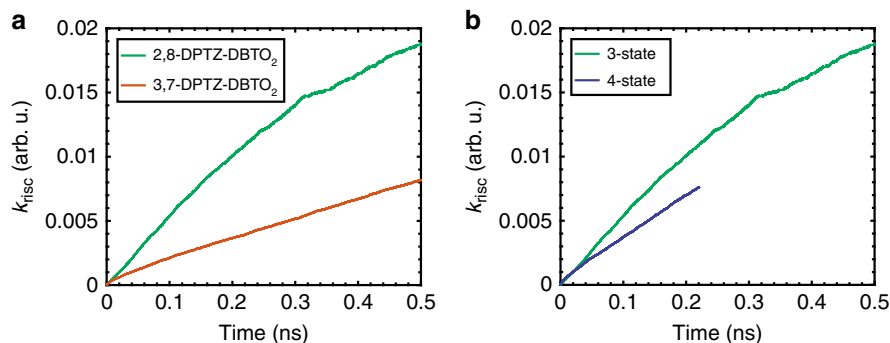 a
0.02
0.015
0.01
0.005
0
k_risc (arb. u.)
2,8-DPTZ-DBTO₂
3,7-DPTZ-DBTO₂
0 0.1 0.2 0.3 0.4 0.5
Time (ns)
b
0.02
0.015
0.01
0.005
0
k_risc (arb. u.)
3-state
4-state
0 0.1 0.2 0.3 0.4 0.5
Time (ns)